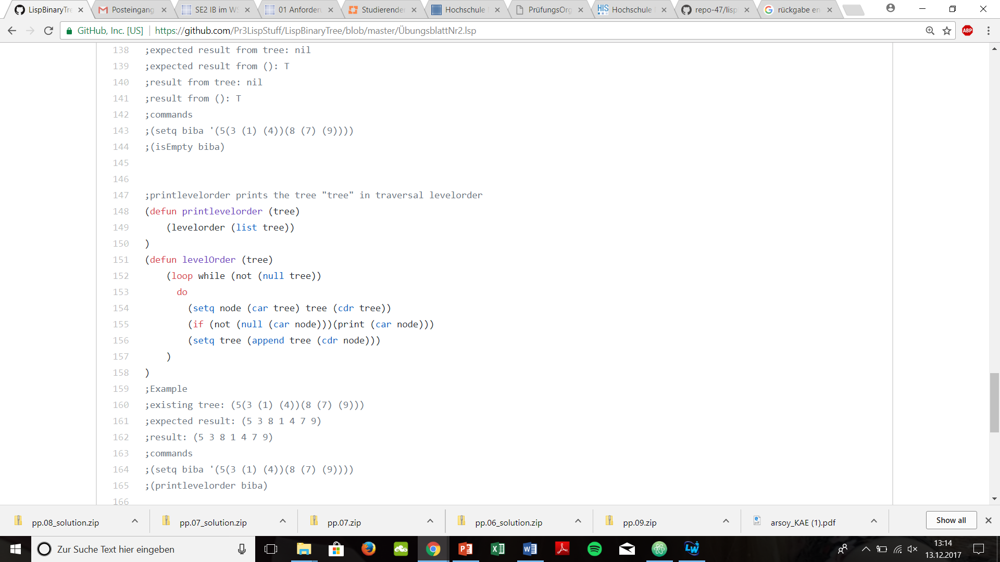 LispBinaryTre
Posteingang
SE2 IB im WS
01 Anforderu
Studierender
Hochschule
PrüfungsOrg
HIS
Hochschule
repo-47/lisp
rückgabe en
GitHub, Inc. [US]
https://github.com/Pr3LispStuff/LispBinaryTree/blob/master/ÜbungsblattNr2.lsp
ABP
138 ;expected result from tree: nil
139 ;expected result from (): T
140 ;result from tree: nil
141 ;result from (): T
142 ;commands
143 ;(setq biba '(5(3 (1) (4))(8 (7) (9))))
144 ;(isEmpty biba)
145
146
147 ;printlevelorder prints the tree "tree" in traversal levelorder
148 (defun printlevelorder (tree)
149     (levelorder (list tree))
150 )
151 (defun levelOrder (tree)
152     (loop while (not (null tree))
153       do
154         (setq node (car tree) tree (cdr tree))
155         (if (not (null (car node)))(print (car node)))
156         (setq tree (append tree (cdr node)))
157     )
158 )
159 ;Example
160 ;existing tree: (5(3 (1) (4))(8 (7) (9)))
161 ;expected result: (5 3 8 1 4 7 9)
162 ;result: (5 3 8 1 4 7 9)
163 ;commands
164 ;(setq biba '(5(3 (1) (4))(8 (7) (9))))
165 ;(printlevelorder biba)
166
pp.08_solution.zip
pp.07_solution.zip
pp.07.zip
pp.06_solution.zip
pp.09.zip
arsoy_KAE (1).pdf
Show all
Zur Suche Text hier eingeben
13:14
13.12.2017